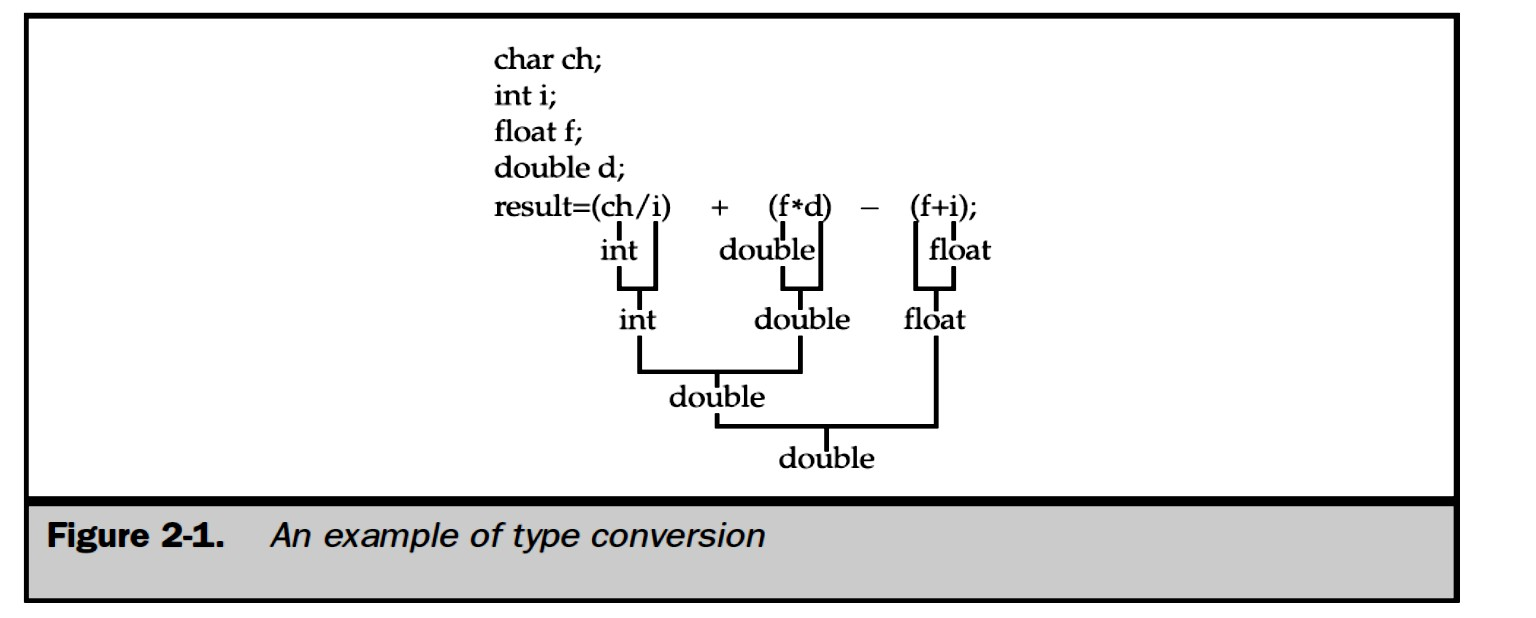 char ch;
int i;
float f;
double d;
result=(ch/i) + (f*d) − (f+i);
int double float
int double float
double
double
Figure 2-1. An example of type conversion